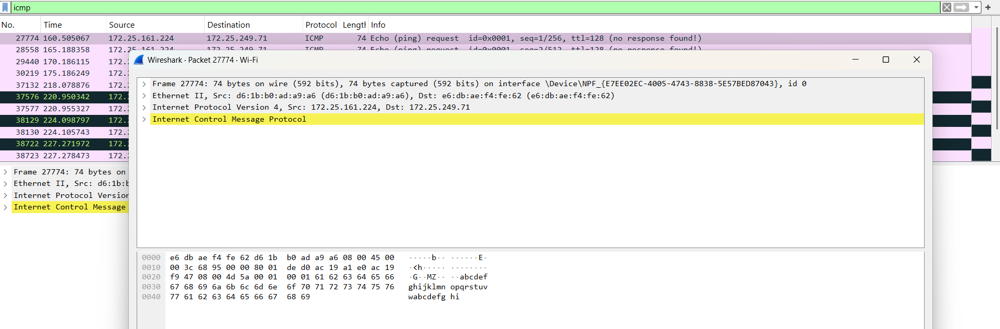 icmp
No. Time Source Destination Protocol Length Info
27774 160.505067 172.25.161.224 172.25.249.71 ICMP 74 Echo (ping) request id=0x0001, seq=1/256, ttl=128 (no response found!)
28558 165.188358 172.25.161.224 172.25.249.71 ICMP 74 Echo (ping) request id=0x0001, seq=2/512, ttl=128 (no response found!)
29440 170.186115 172.
30219 175.186249 172.
37132 218.078876 172.
37576 220.950342 172.
37577 220.955327 172.
38129 224.098797 172.
38130 224.105743 172.
38722 227.271972 172.
38723 227.278473 172.
Frame 27774: 74 bytes on
Ethernet II, Src: d6:1b:b
Internet Protocol Version
Internet Control Message
Wireshark · Packet 27774 · Wi-Fi
Frame 27774: 74 bytes on wire (592 bits), 74 bytes captured (592 bits) on interface \Device\NPF_{E7EE02EC-4005-4743-8838-5E57BED87043}, id 0
Ethernet II, Src: d6:1b:b0:ad:a9:a6 (d6:1b:b0:ad:a9:a6), Dst: e6:db:ae:f4:fe:62 (e6:db:ae:f4:fe:62)
Internet Protocol Version 4, Src: 172.25.161.224, Dst: 172.25.249.71
Internet Control Message Protocol
0000 e6 db ae f4 fe 62 d6 1b b0 ad a9 a6 08 00 45 00 ·····b·· ······E·
0010 00 3c 68 95 00 00 80 01 de d0 ac 19 a1 e0 ac 19 ·<h····· ········
0020 f9 47 08 00 4d 5a 00 01 00 01 61 62 63 64 65 66 ·G··MZ·· ··abcdef
0030 67 68 69 6a 6b 6c 6d 6e 6f 70 71 72 73 74 75 76 ghijklmn opqrstuv
0040 77 61 62 63 64 65 66 67 68 69 wabcdefg hi